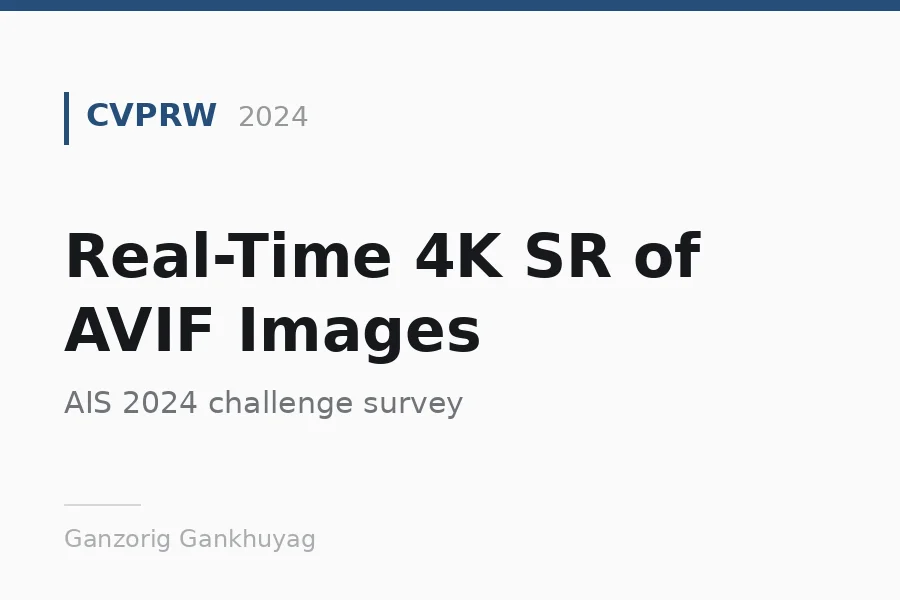 CVPRW 2024
Real-Time 4K SR of
AVIF Images
AIS 2024 challenge survey
Ganzorig Gankhuyag